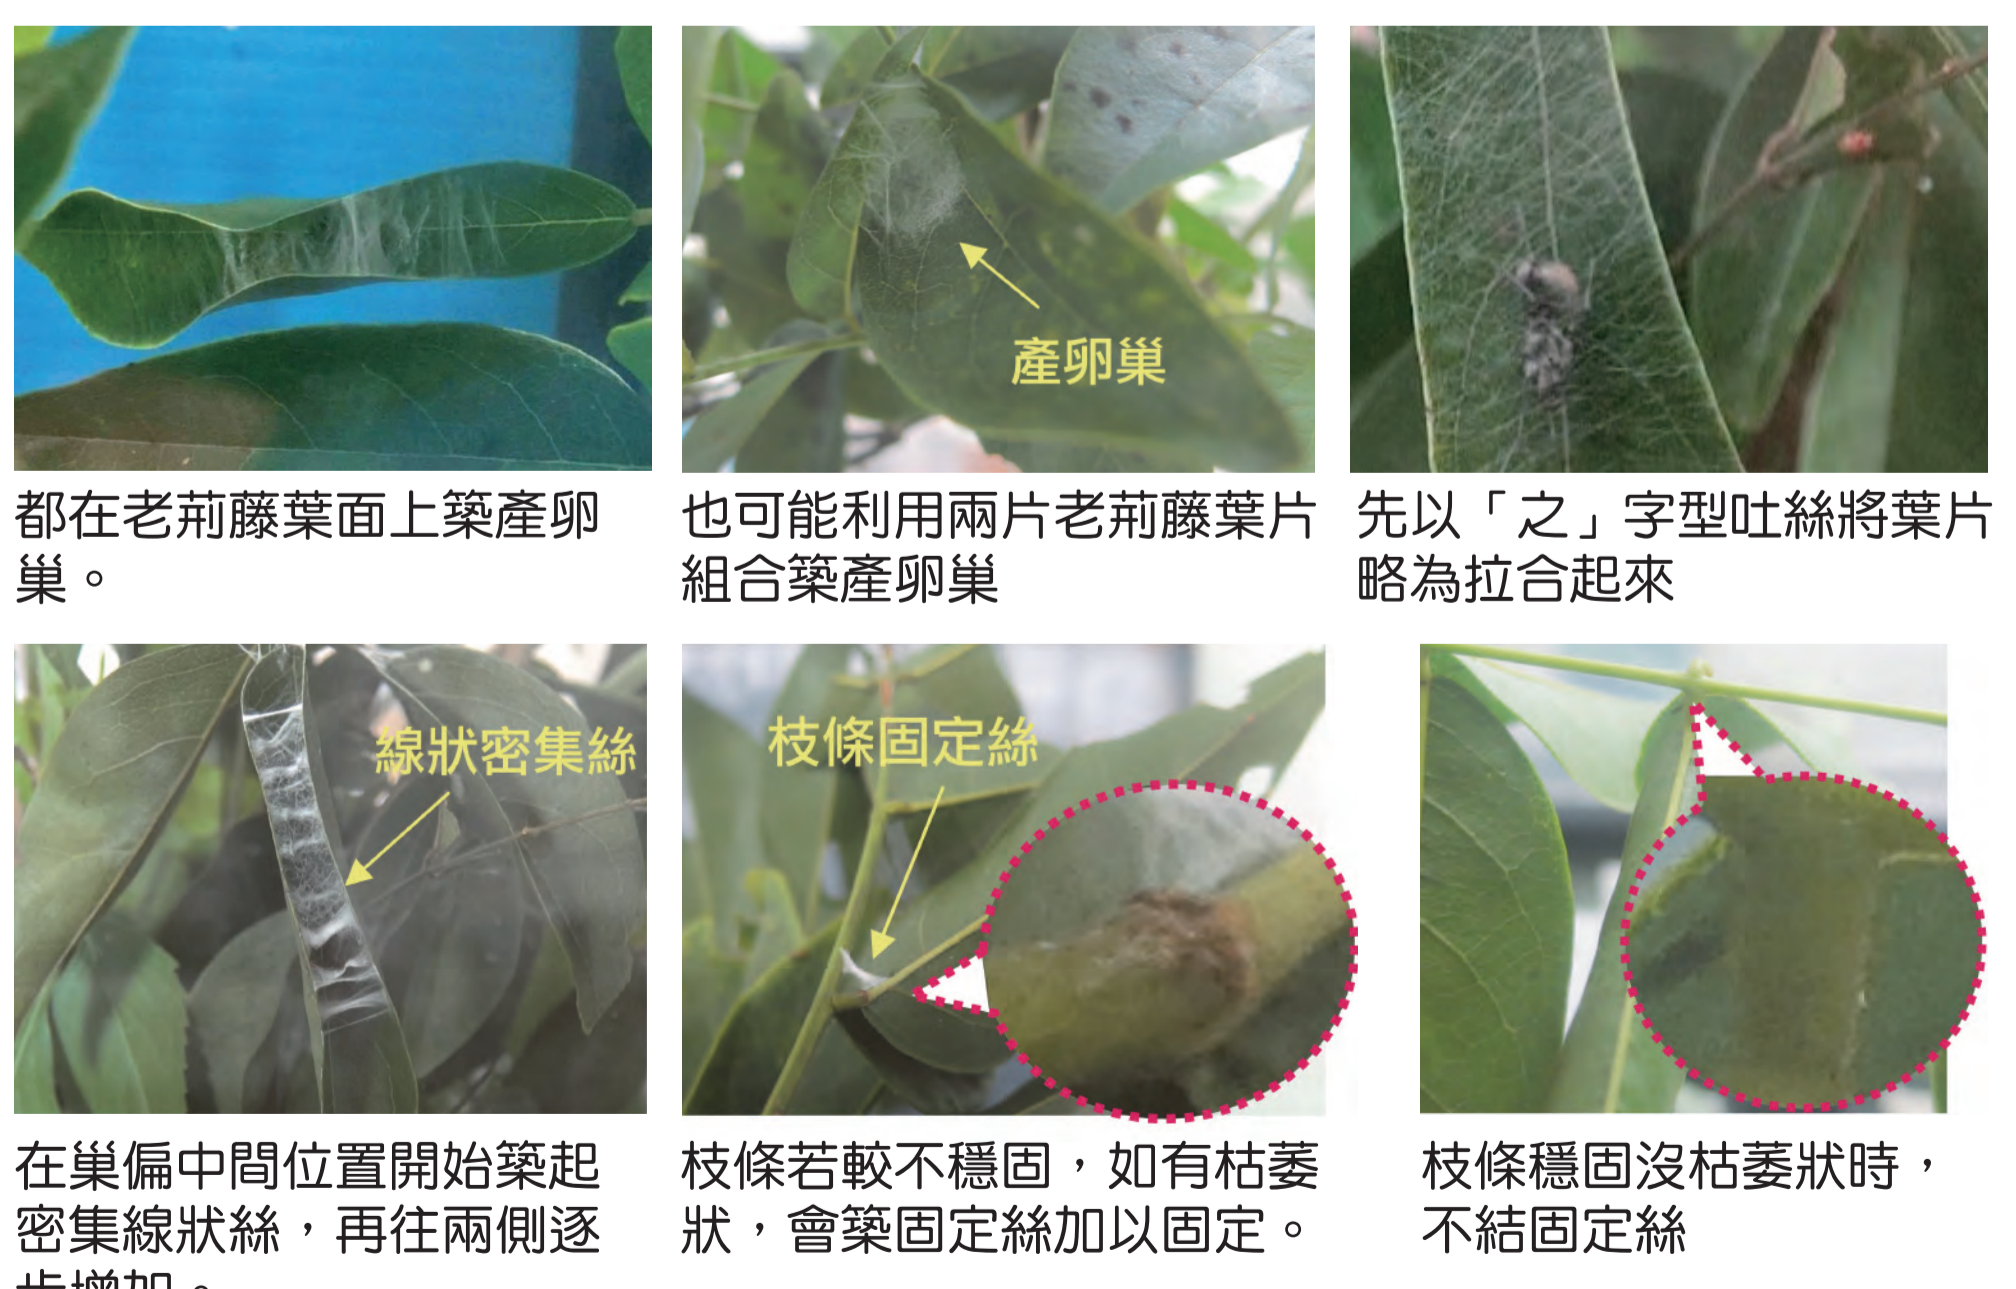 產卵巢
都在老荊藤葉面上築產卵
巢。
也可能利用兩片老荊藤葉片
組合築產卵巢
先以「之」字型吐絲將葉片
略為拉合起來
線狀密集絲
枝條固定絲
在巢偏中間位置開始築起
密集線狀絲,再往兩側逐
步增加。
枝條若較不穩固,如有枯萎
狀,會築固定絲加以固定。
枝條穩固沒枯萎狀時,
不結固定絲